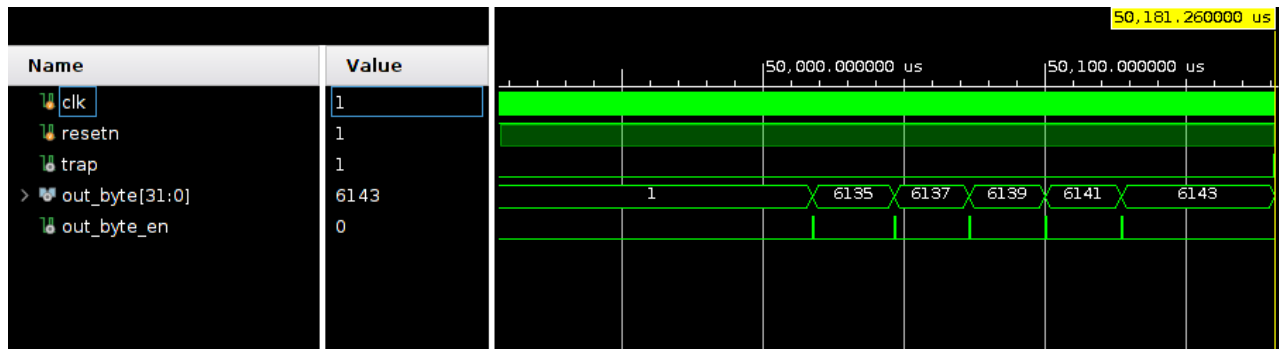 50,181.260000 us
Name Value
50,000.000000 us 50,100.000000 us
clk 1
resetn 1
trap 1
out_byte[31:0] 6143 1 6135 6137 6139 6141 6143
out_byte_en 0